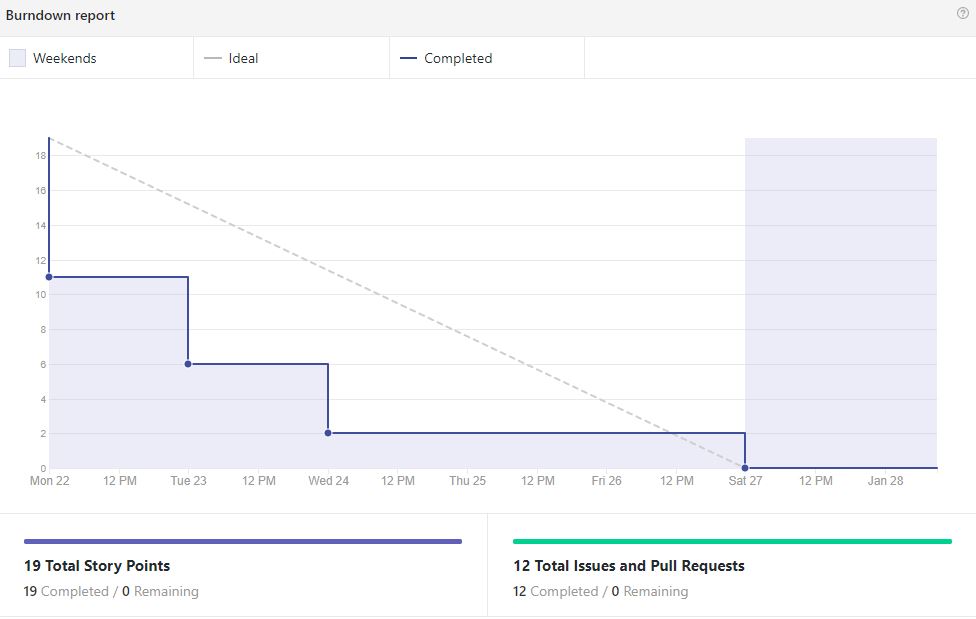 Burndown report
?
Weekends
Ideal
Completed
18
16
14
12
10
8
6
4
2
0
Mon 22 12 PM Tue 23 12 PM Wed 24 12 PM Thu 25 12 PM Fri 26 12 PM Sat 27 12 PM Jan 28
19 Total Story Points
19 Completed / 0 Remaining
12 Total Issues and Pull Requests
12 Completed / 0 Remaining